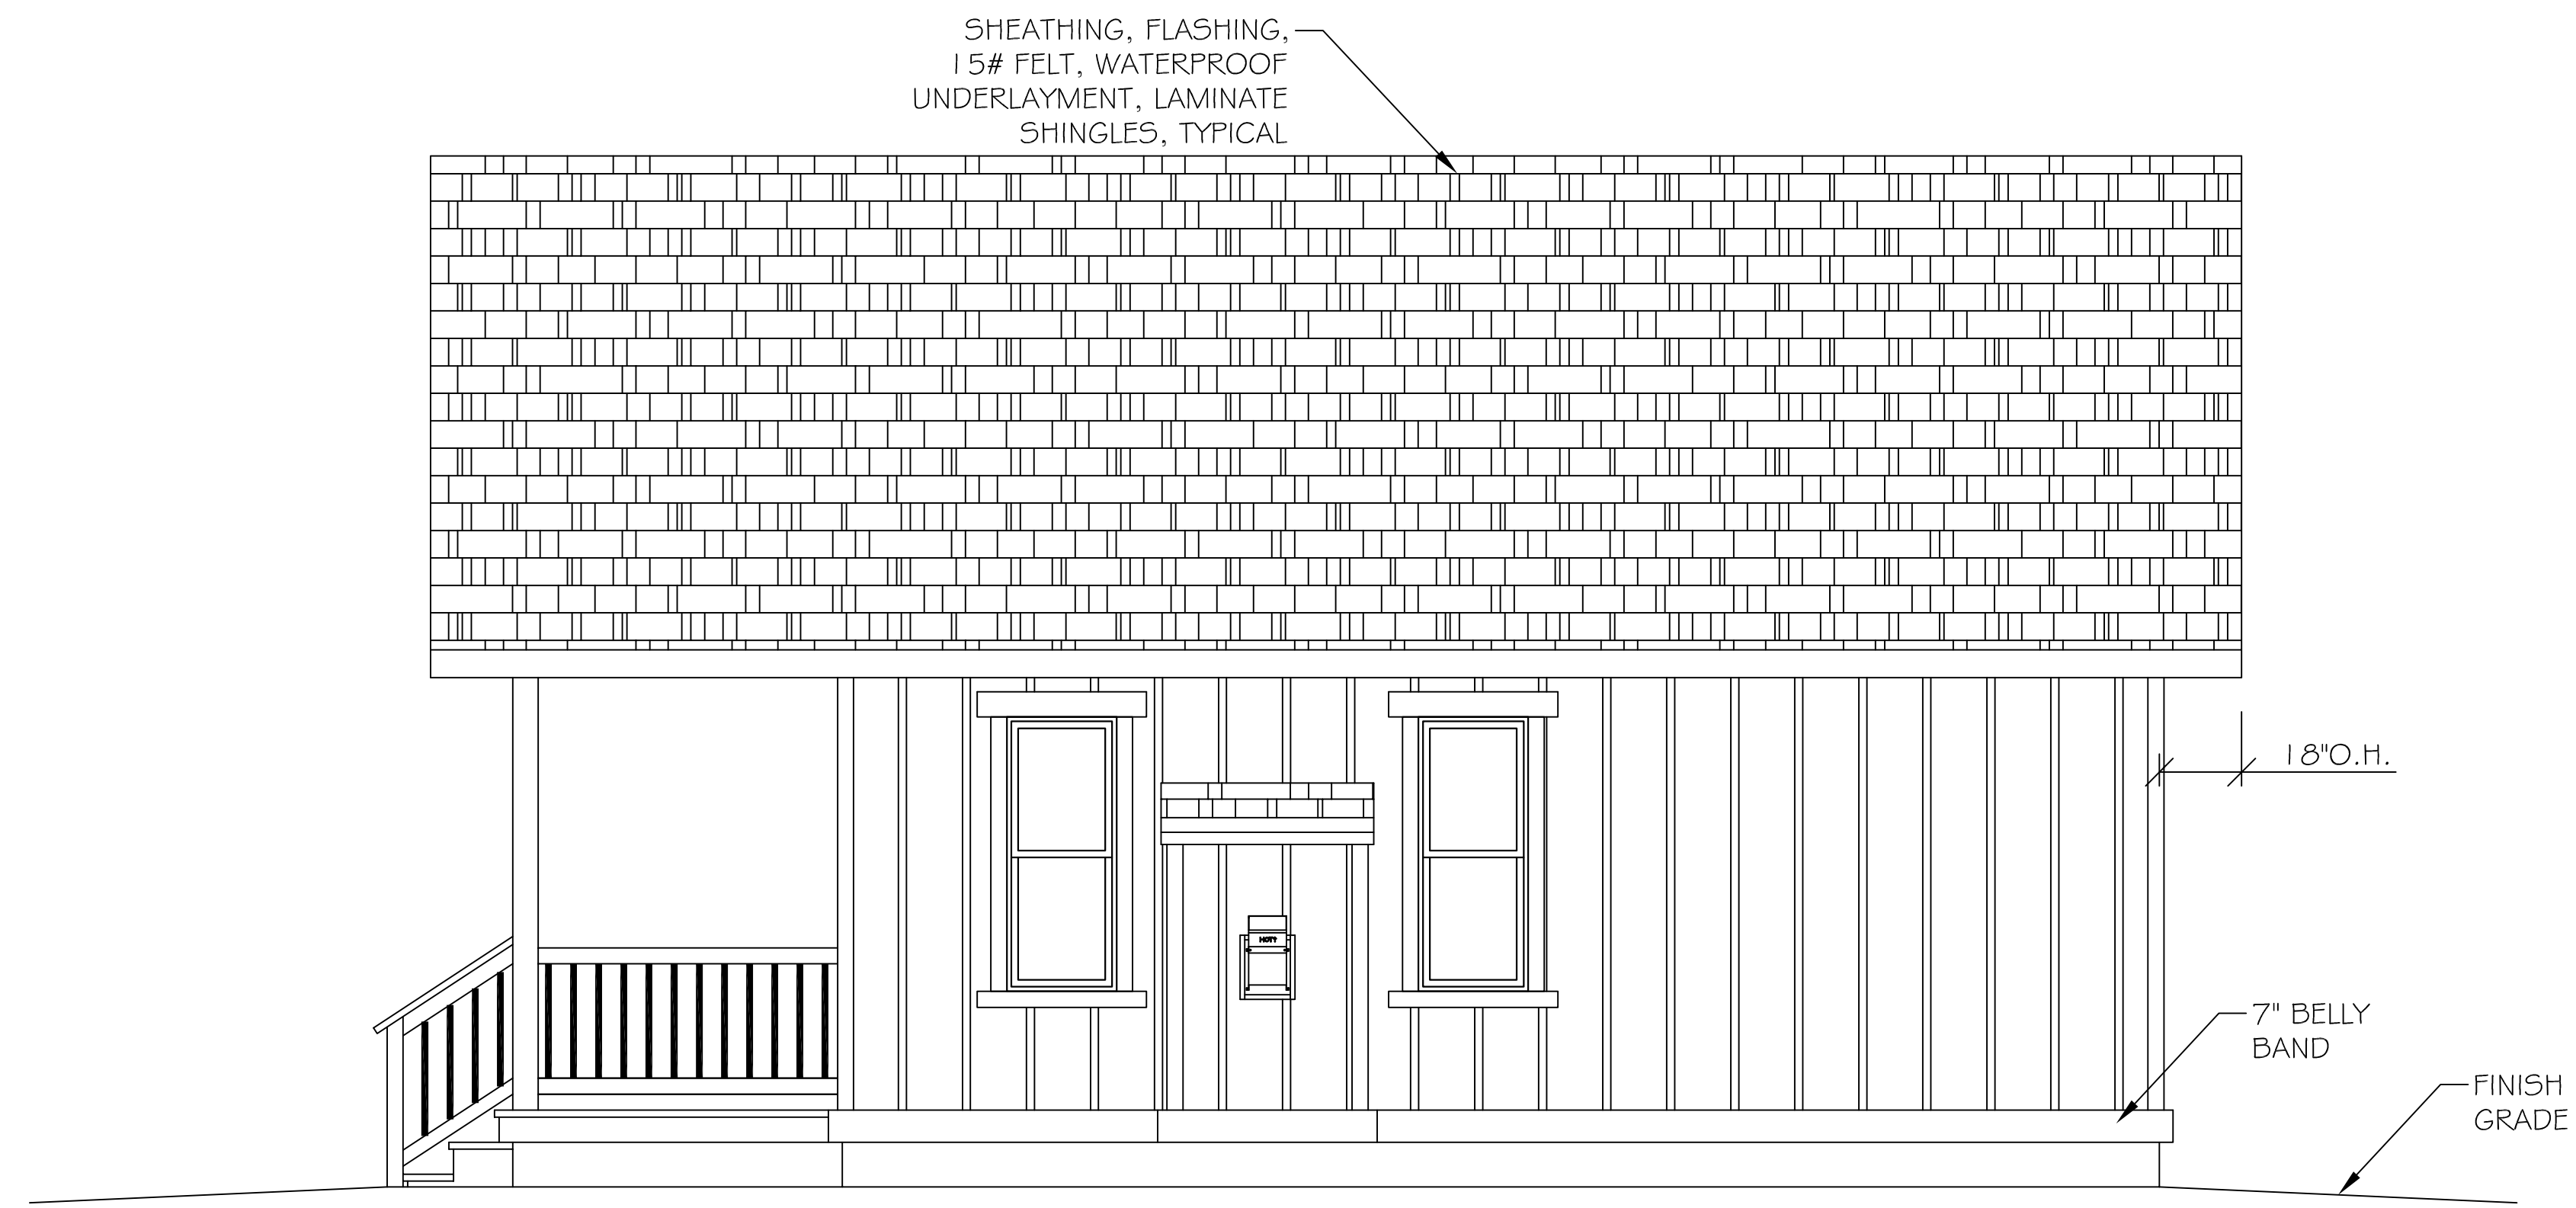 SHEATHING, FLASHING,
15# FELT, WATERPROOF
UNDERLAYMENT, LAMINATE
SHINGLES, TYPICAL
18"O.H.
7" BELLY
BAND
FINISH
GRADE